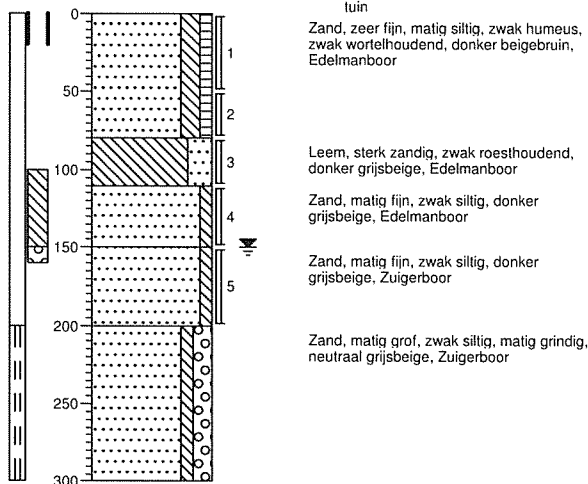 tuin
0
Zand, zeer fijn, matig siltig, zwak humeus,
zwak wortelhoudend, donker beigebruin,
Edelmanboor
1
50
2
100
3
Leem, sterk zandig, zwak roesthoudend,
donker grijsbeige, Edelmanboor
4
Zand, matig fijn, zwak siltig, donker
grijsbeige, Edelmanboor
150
5
Zand, matig fijn, zwak siltig, donker
grijsbeige, Zuigerboor
200
Zand, matig grof, zwak siltig, matig grindig,
neutraal grijsbeige, Zuigerboor
250
300